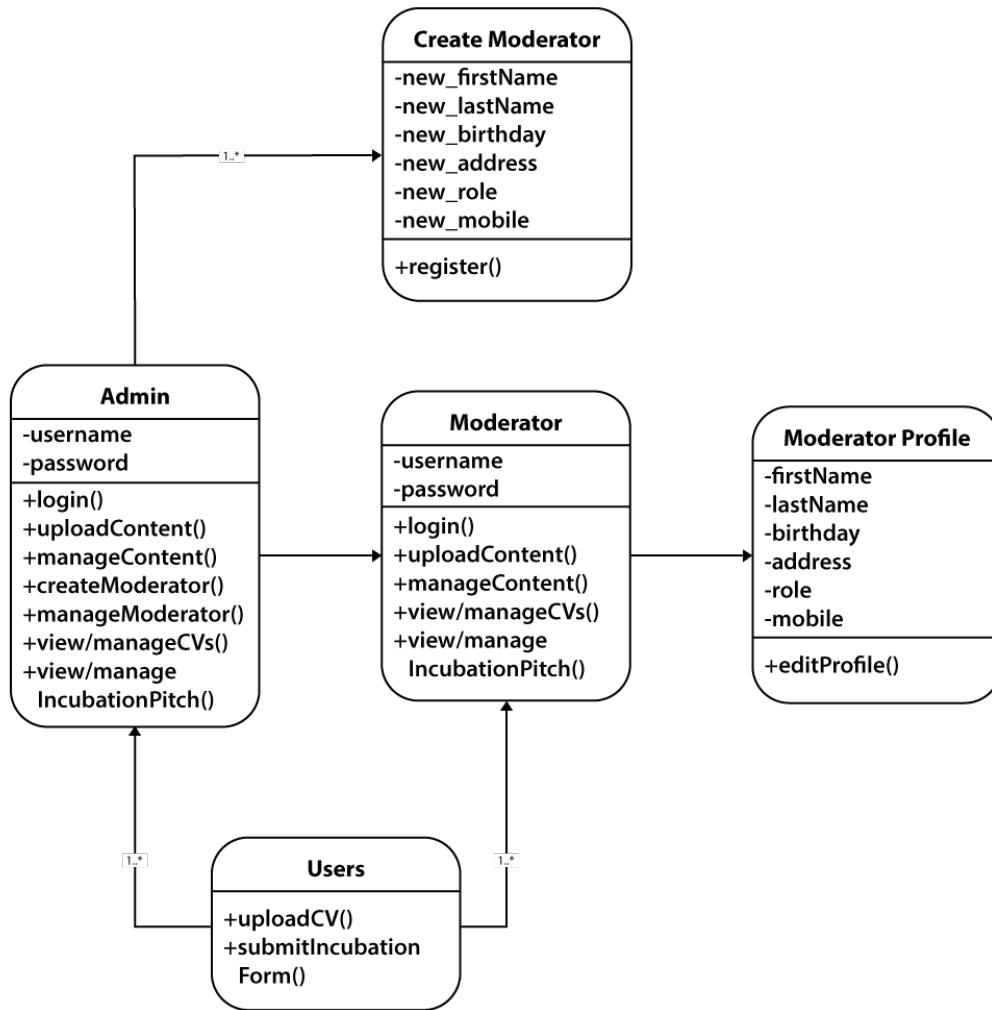 Create Moderator
-new_firstName
-new_lastName
-new_birthday
-new_address
-new_role
-new_mobile
+register()
1..*
Admin
-username
-password
+login()
+uploadContent()
+manageContent()
+createModerator()
+manageModerator()
+view/manageCVs()
+view/manage
IncubationPitch()
Moderator
-username
-password
+login()
+uploadContent()
+manageContent()
+view/manageCVs()
+view/manage
IncubationPitch()
Moderator Profile
-firstName
-lastName
-birthday
-address
-role
-mobile
+editProfile()
1..*
1..*
Users
+uploadCV()
+submitIncubation
Form()